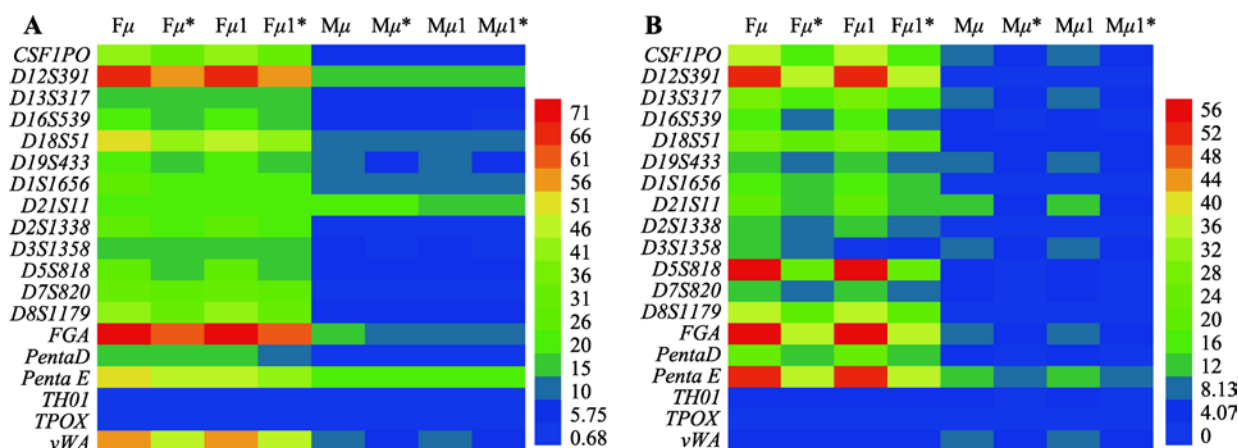 A Fμ Fμ* Fμ1 Fμ1* Mμ Mμ* Mμ1 Mμ1*
CSF1PO
D12S391
D13S317
D16S539
D18S51
D19S433
D1S1656
D21S11
D2S1338
D3S1358
D5S818
D7S820
D8S1179
FGA
PentaD
Penta E
TH01
TPOX
vWA
71
66
61
56
51
46
41
36
31
26
20
15
10
5.75
0.68
B Fμ Fμ* Fμ1 Fμ1* Mμ Mμ* Mμ1 Mμ1*
CSF1PO
D12S391
D13S317
D16S539
D18S51
D19S433
D1S1656
D21S11
D2S1338
D3S1358
D5S818
D7S820
D8S1179
FGA
PentaD
Penta E
TH01
TPOX
vWA
56
52
48
44
40
36
32
28
24
20
16
12
8.13
4.07
0